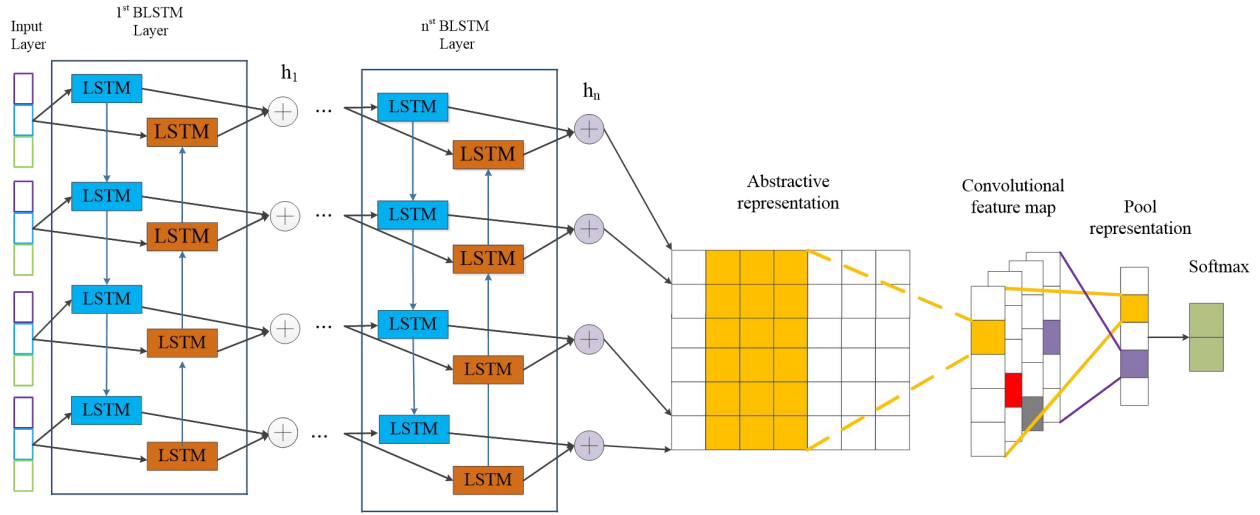 Input
Layer
1st BLSTM
Layer
nst BLSTM
Layer
h1
hn
LSTM
LSTM
...
LSTM
LSTM
LSTM
LSTM
...
LSTM
LSTM
LSTM
LSTM
...
LSTM
LSTM
LSTM
LSTM
...
LSTM
LSTM
Abstractive
representation
Convolutional
feature map
Pool
representation
Softmax